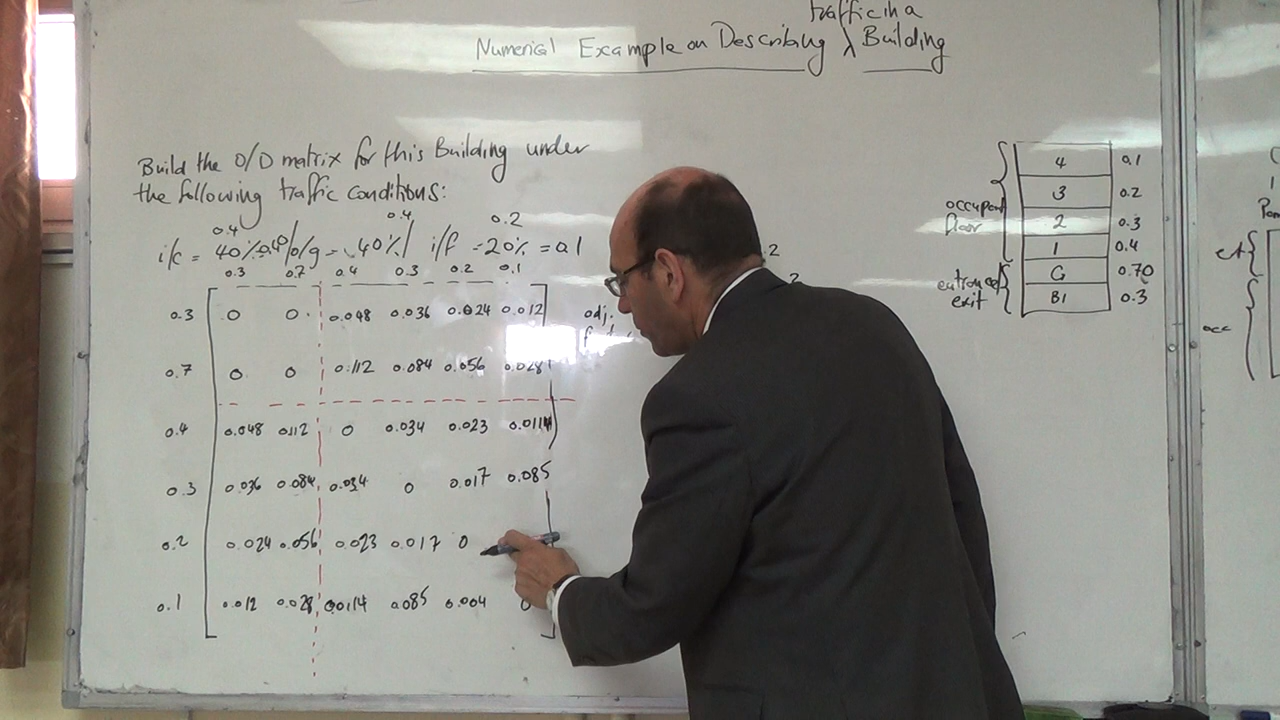 traffic in a
Numerical Example on Describing λ Building
Build the O/D matrix for this Building under
the following traffic conditions:
0.4 0.4 0.2
i/c = 40% o/g = 40% i/f = 20% = 0.1
0.3 0.7 0.4 0.3 0.2 0.1
0.3 0 0 0.048 0.036 0.024 0.012
0.7 0 0 0.112 0.084 0.056 0.028
0.4 0.048 0.112 0 0.034 0.023 0.0114
0.3 0.036 0.084 0.034 0 0.017 0.085
0.2 0.024 0.056 0.023 0.017 0
0.1 0.012 0.028 0.0114 0.085 0.004 0
adj.
2
2
4 0.1
3 0.2
occupant
floor
2 0.3
1 0.4
G 0.70
exit
B1 0.3
occ